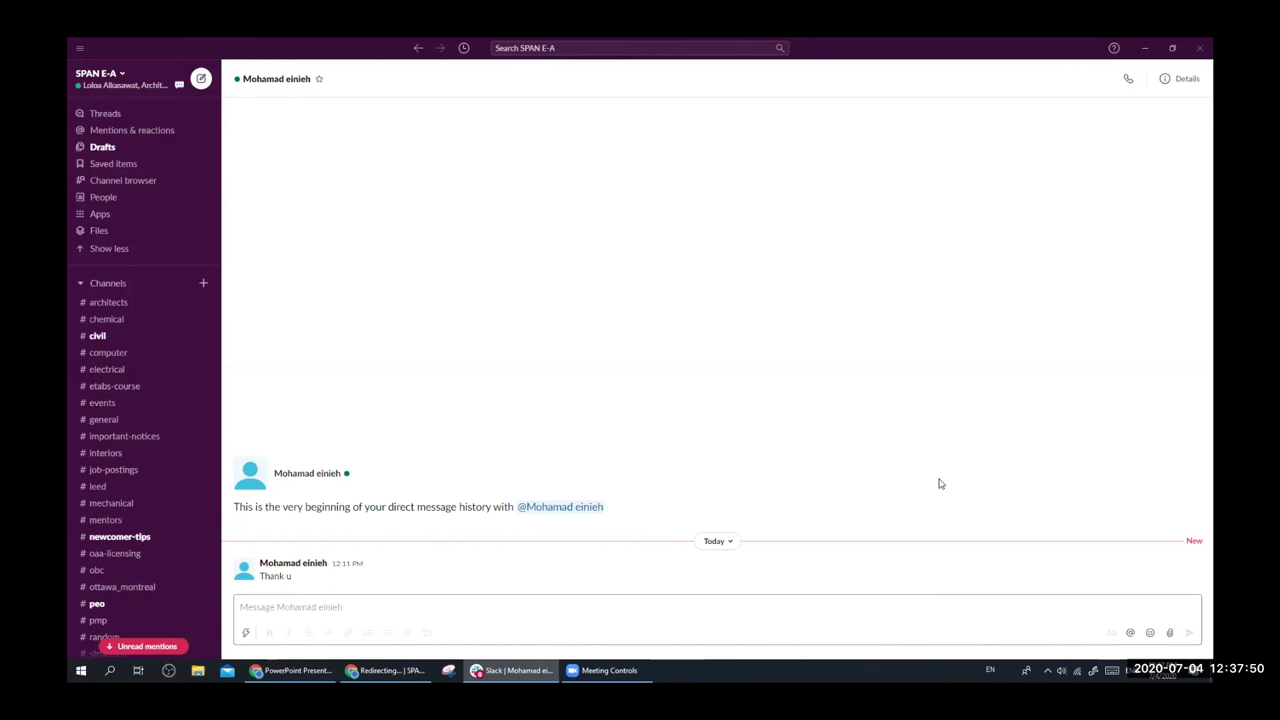 Search SPAN E-A
SPAN E-A
Loloa Alkasawat, Archit...
Mohamad einieh
Details
Threads
Mentions & reactions
Drafts
Saved items
Channel browser
People
Apps
Files
Show less
Channels
# architects
# chemical
# civil
# computer
# electrical
# etabs-course
# events
# general
# important-notices
# interiors
# job-postings
# leed
# mechanical
# mentors
# newcomer-tips
# oaa-licensing
# obc
# ottawa_montreal
# peo
# pmp
# random
Unread mentions
Mohamad einieh
This is the very beginning of your direct message history with @Mohamad einieh
Today
New
Mohamad einieh 12:11 PM
Thank u
Message Mohamad einieh
PowerPoint Present...
Redirecting... | SPA...
Slack | Mohamad ei...
Meeting Controls
EN
2020-07-04 12:37:50